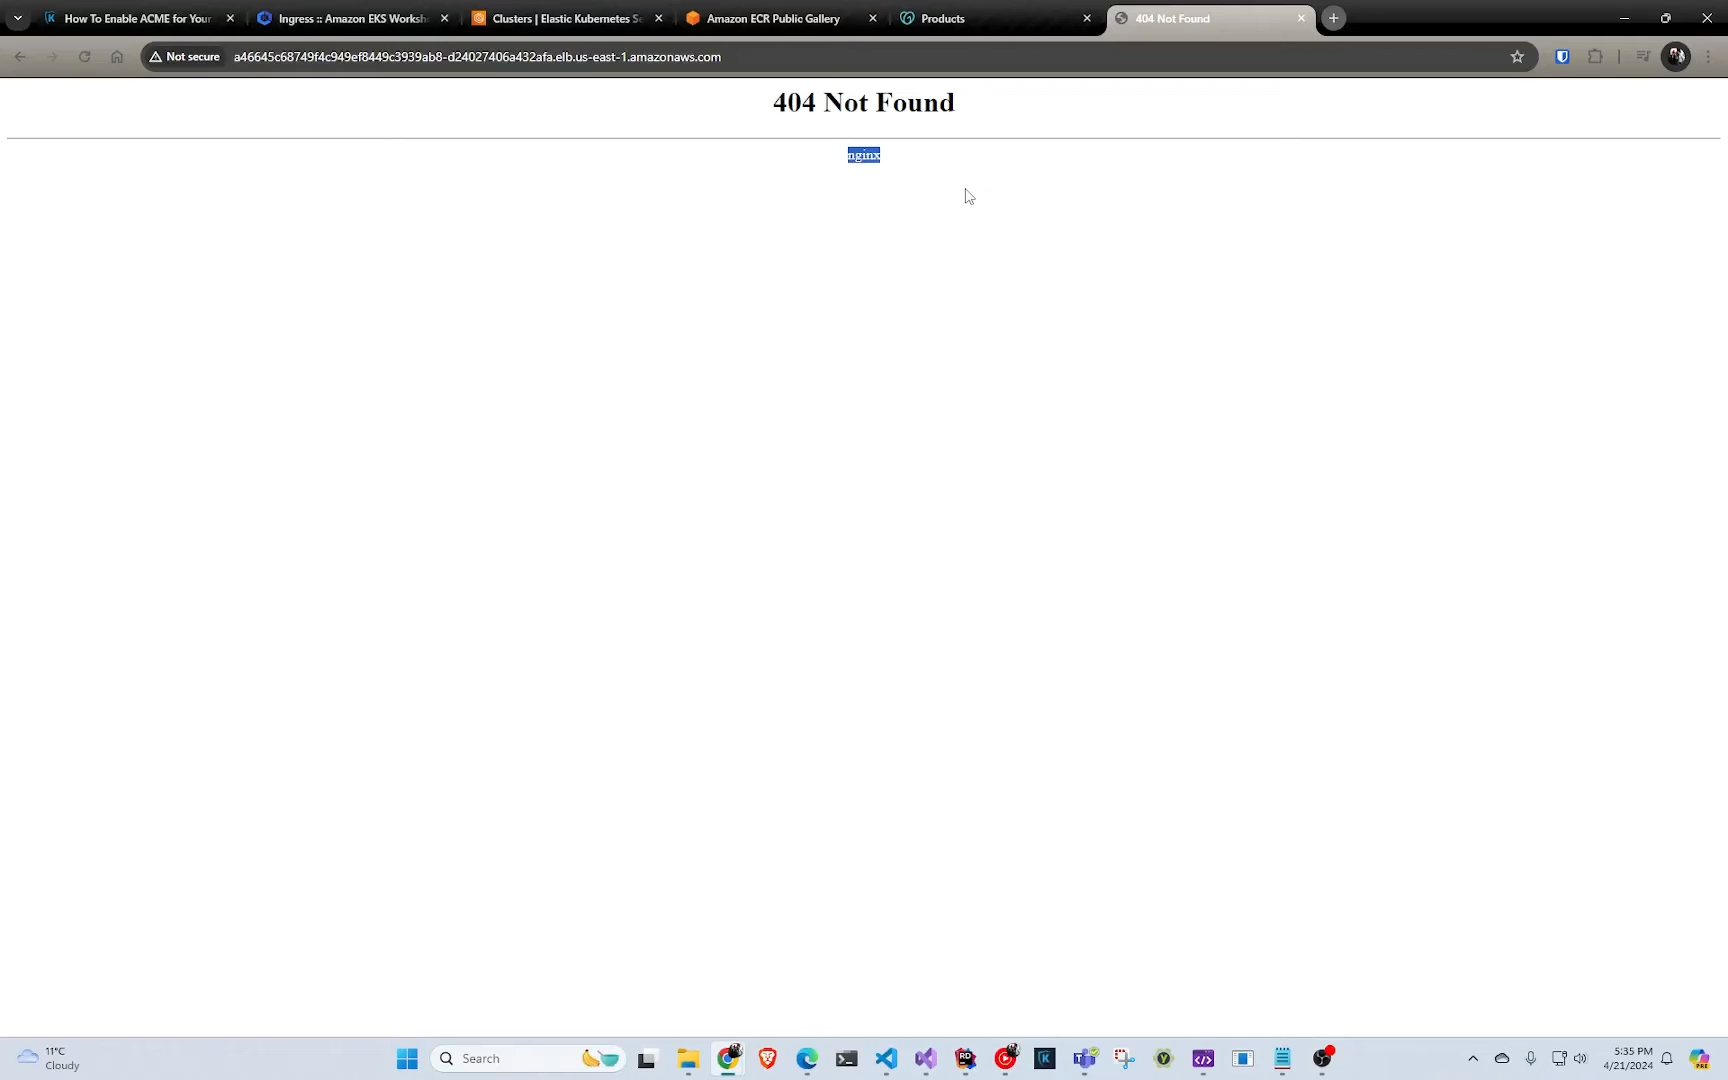 How To Enable ACME for Your
Ingress :: Amazon EKS Worksh
Clusters | Elastic Kubernetes Se
Amazon ECR Public Gallery
Products
404 Not Found
Not secure
a46645c68749f4c949ef8449c3939ab8-d24027406a432afa.elb.us-east-1.amazonaws.com
404 Not Found
nginx
11°C
Cloudy
Search
5:35 PM
4/21/2024